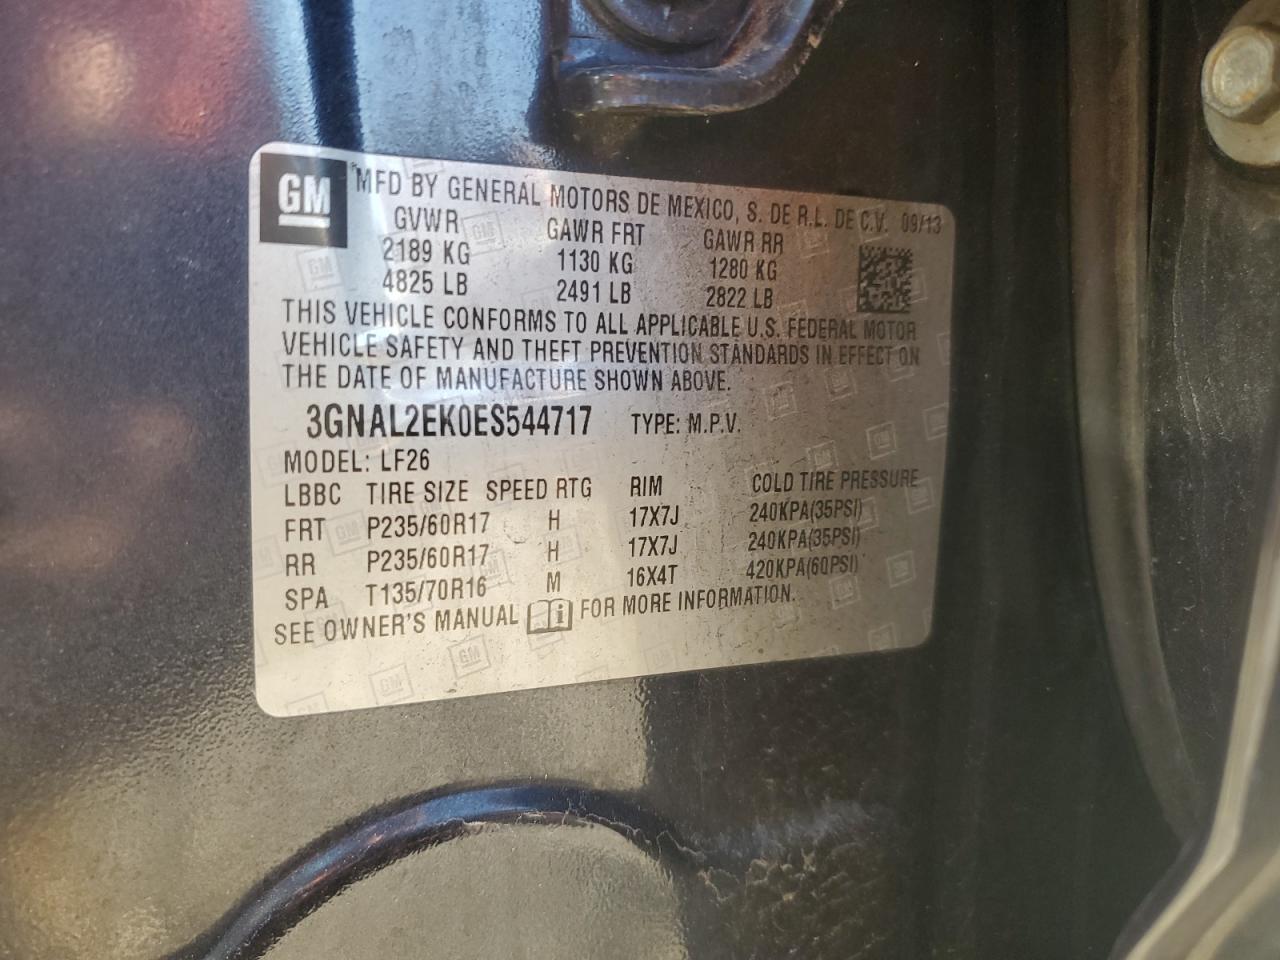 GM
MFD BY GENERAL MOTORS DE MEXICO, S. DE R.L. DE C.V. 09/13
GVWR GAWR FRT GAWR RR
2189 KG 1130 KG 1280 KG
4825 LB 2491 LB 2822 LB
THIS VEHICLE CONFORMS TO ALL APPLICABLE U.S. FEDERAL MOTOR
VEHICLE SAFETY AND THEFT PREVENTION STANDARDS IN EFFECT ON
THE DATE OF MANUFACTURE SHOWN ABOVE.
3GNAL2EK0ES544717 TYPE: M.P.V.
MODEL: LF26
LBBC TIRE SIZE SPEED RTG RIM COLD TIRE PRESSURE
FRT P235/60R17 H 17X7J 240KPA(35PSI)
RR P235/60R17 H 17X7J 240KPA(35PSI)
SPA T135/70R16 M 16X4T 420KPA(60PSI)
SEE OWNER'S MANUAL i FOR MORE INFORMATION.